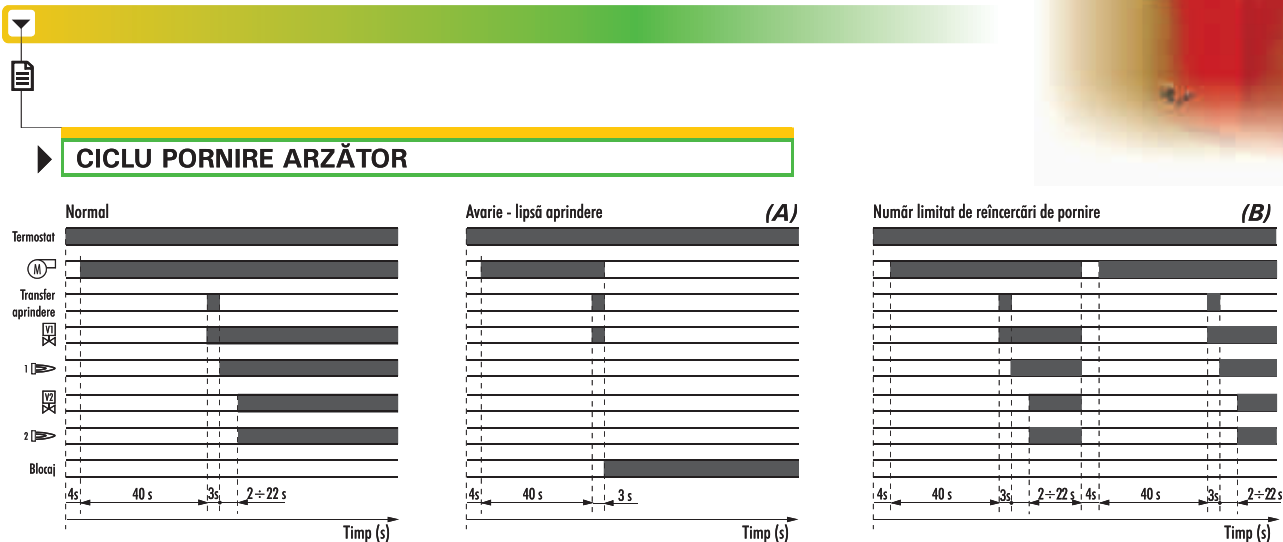 CICLU PORNIRE ARZĂTOR
Normal
Avarie - lipsă aprindere (A)
Număr limitat de reîncercări de pornire (B)
Termostat
M
Transfer
aprindere
V1
1
V2
2
Blocaj
4s 40 s 3s 2÷22 s
Timp (s)
4s 40 s 3 s
Timp (s)
4s 40 s 3s 2÷22 s 4s 40 s 3s 2÷22 s
Timp (s)